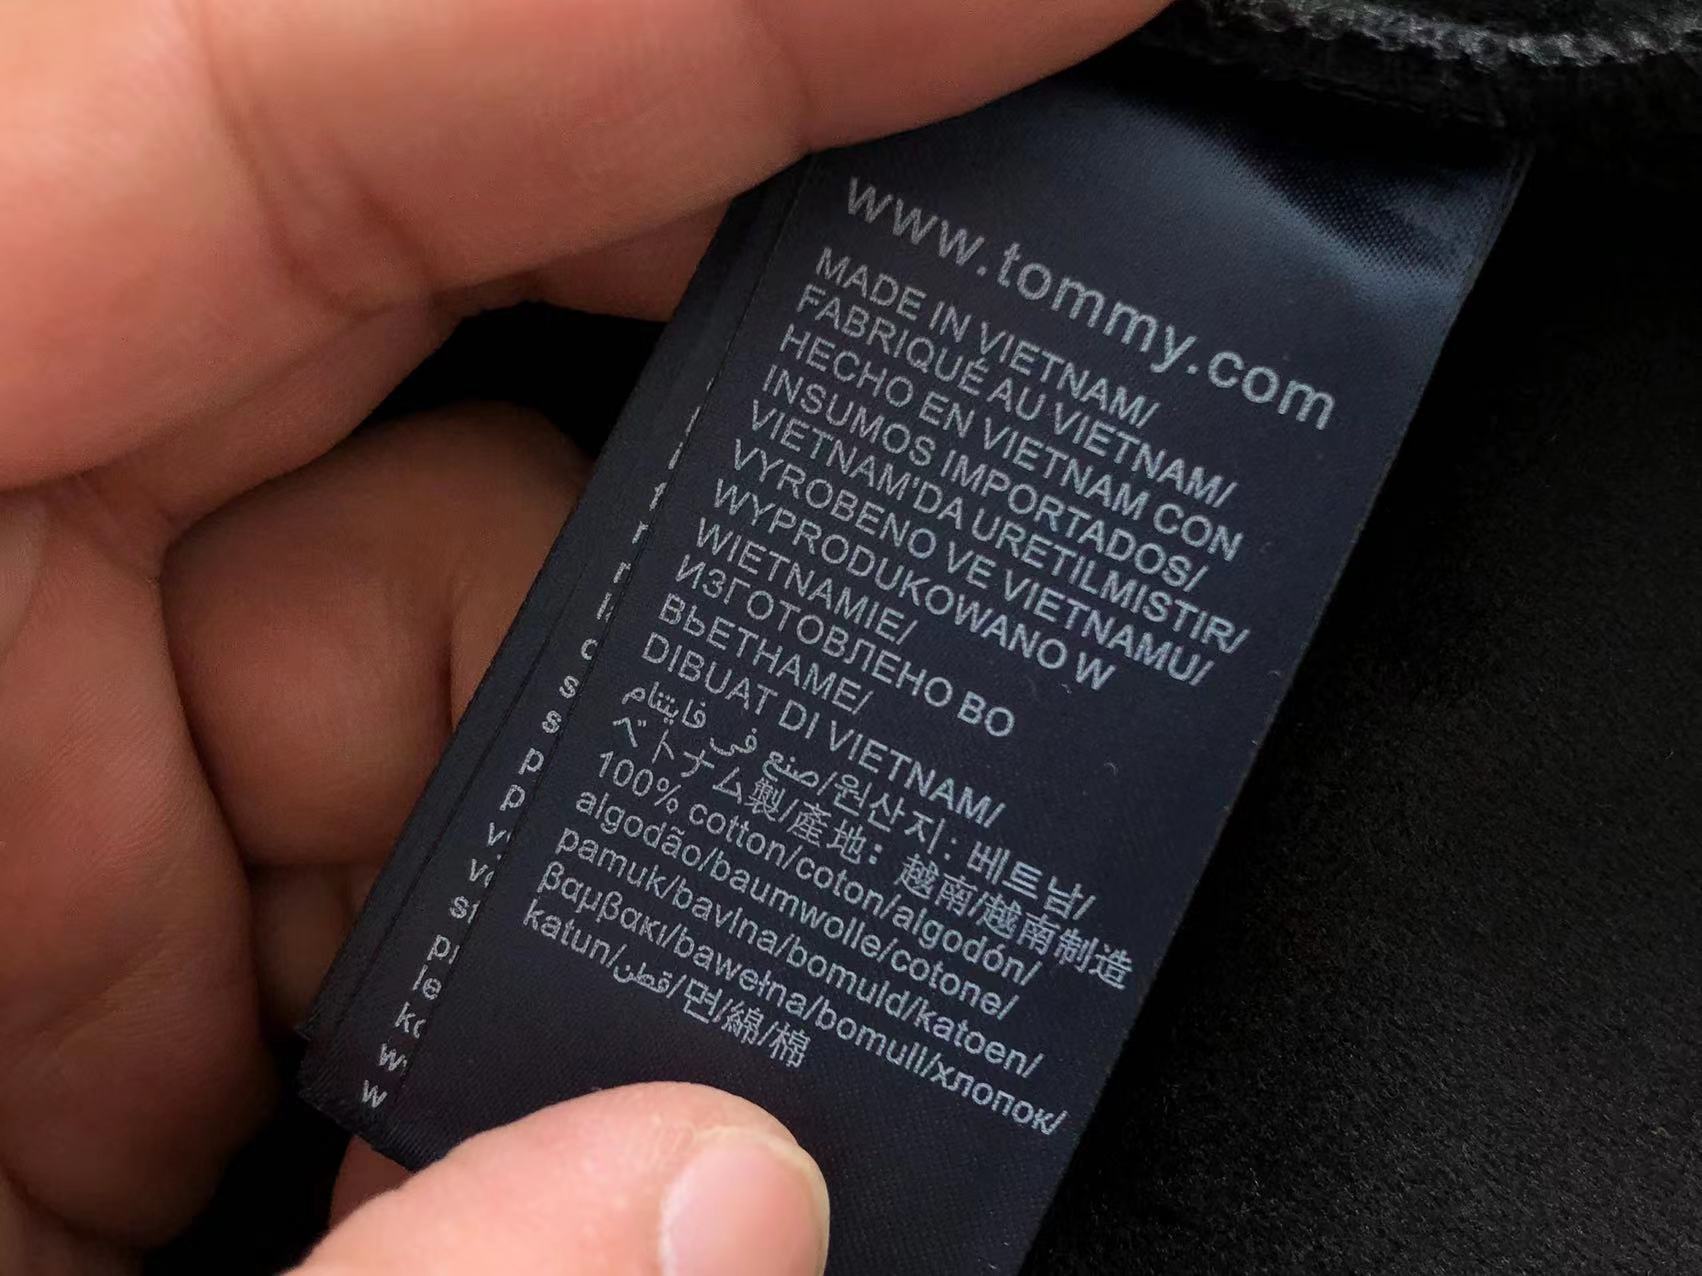 www.tommy.com
MADE IN VIETNAM/
FABRIQUÉ AU VIETNAM/
HECHO EN VIETNAM CON
INSUMOS IMPORTADOS/
VIETNAM'DA URETILMISTIR/
VYROBENO VE VIETNAMU/
WYPRODUKOWANO W
WIETNAMIE/
ИЗГОТОВЛЕНО ВО
ВЬЕТНАМЕ/
DIBUAT DI VIETNAM/
صنع في فايتنام/원산지: 베트남/
ベトナム製/產地: 越南/越南制造
100% cotton/coton/algodón/
algodão/baumwolle/cotone/
pamuk/bavlna/bomuld/katoen/
βαμβακι/bawełna/bomull/хлопок/
katun/قطن/면/綿/棉